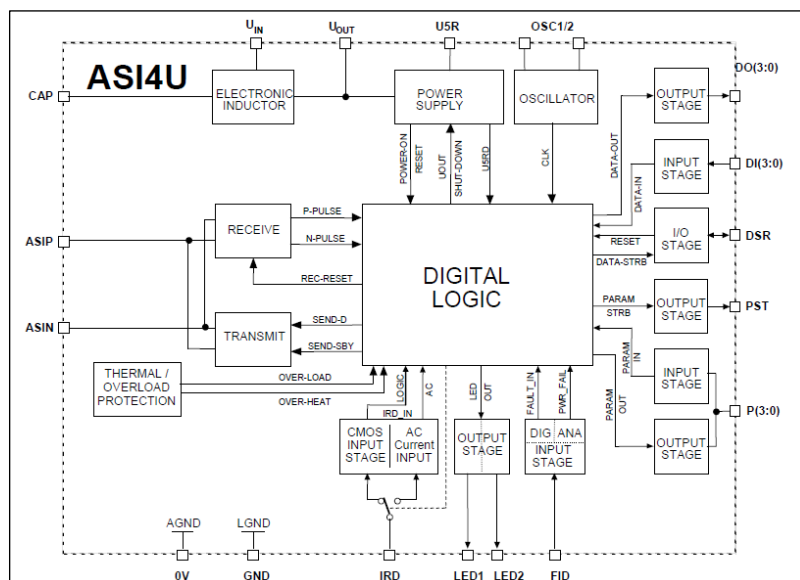 UIN
UOUT
U5R
OSC1/2
ASI4U
CAP
ELECTRONIC
INDUCTOR
POWER
SUPPLY
OSCILLATOR
OUTPUT
STAGE
DO(3:0)
POWER-ON
RESET
UOUT
SHUT-DOWN
U5RD
CLK
DATA-OUT
DATA-IN
INPUT
STAGE
DI(3:0)
ASIP
RECEIVE
P-PULSE
N-PULSE
REC-RESET
DIGITAL
LOGIC
RESET
DATA-STRB
I/O
STAGE
DSR
ASIN
TRANSMIT
SEND-D
SEND-SBY
PARAM
STRB
OUTPUT
STAGE
PST
THERMAL /
OVERLOAD
PROTECTION
OVER-LOAD
OVER-HEAT
LOGIC
AC
IRD_IN
LED
OUT
FAULT_IN
PWR_FAIL
PARAM
OUT
PARAM
IN
INPUT
STAGE
P(3:0)
CMOS
INPUT
STAGE
AC
Current
INPUT
OUTPUT
STAGE
DIG
ANA
INPUT
STAGE
OUTPUT
STAGE
AGND
LGND
0V
GND
IRD
LED1
LED2
FID